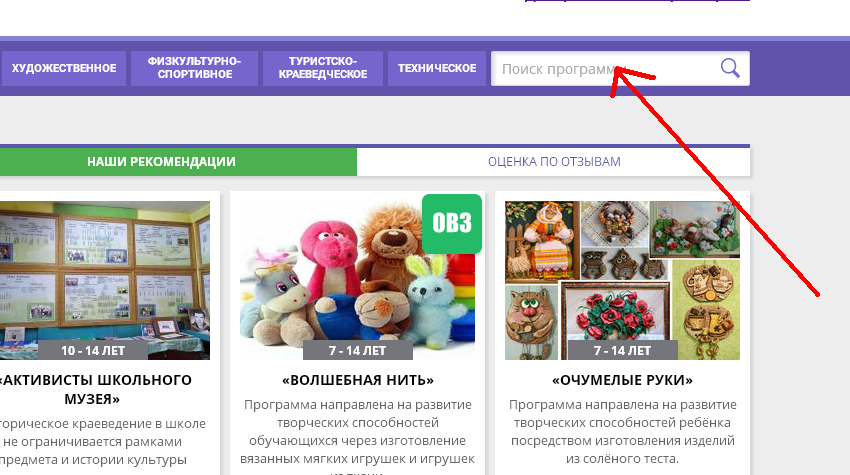 ХУДОЖЕСТВЕННОЕ
ФИЗКУЛЬТУРНО-
СПОРТИВНОЕ
ТУРИСТСКО-
КРАЕВЕДЧЕСКОЕ
ТЕХНИЧЕСКОЕ
Поиск программ
НАШИ РЕКОМЕНДАЦИИ
ОЦЕНКА ПО ОТЗЫВАМ
10 - 14 ЛЕТ
«АКТИВИСТЫ ШКОЛЬНОГО
МУЗЕЯ»
торическое краеведение в школе
не ограничивается рамками
предмета и истории культуры
ОВЗ
7 - 14 ЛЕТ
«ВОЛШЕБНАЯ НИТЬ»
Программа направлена на развитие
творческих способностей
обучающихся через изготовление
вязанных мягких игрушек и игрушек
7 - 14 ЛЕТ
«ОЧУМЕЛЫЕ РУКИ»
Программа направлена на развитие
творческих способностей ребёнка
посредством изготовления изделий
из солёного теста.